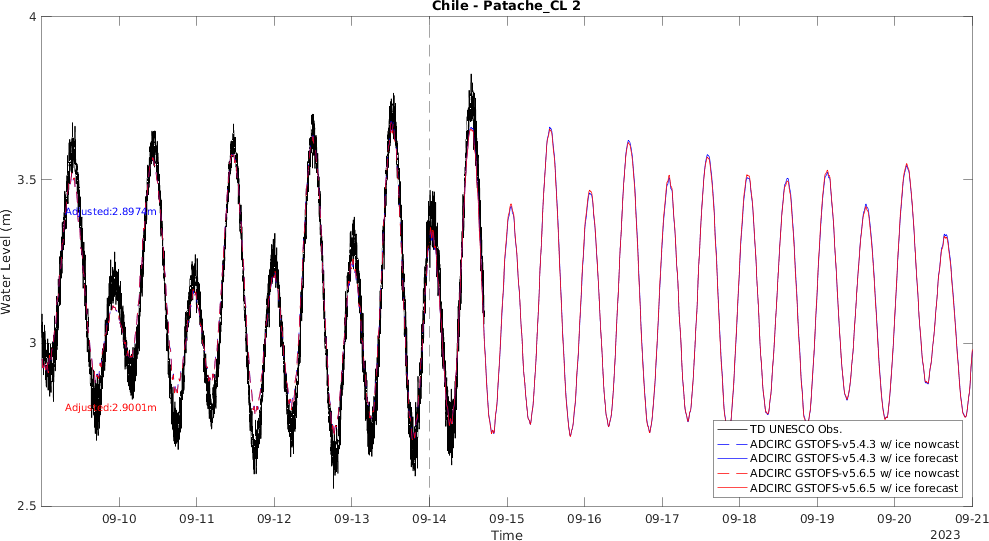 Chile - Patache_CL 2
4
3.5
3
2.5
Water Level (m)
Adjusted:2.8974m
Adjusted:2.9001m
TD UNESCO Obs.
ADCIRC GSTOFS-v5.4.3 w/ ice nowcast
ADCIRC GSTOFS-v5.4.3 w/ ice forecast
ADCIRC GSTOFS-v5.6.5 w/ ice nowcast
ADCIRC GSTOFS-v5.6.5 w/ ice forecast
09-10 09-11 09-12 09-13 09-14 09-15 09-16 09-17 09-18 09-19 09-20 09-21
Time
2023